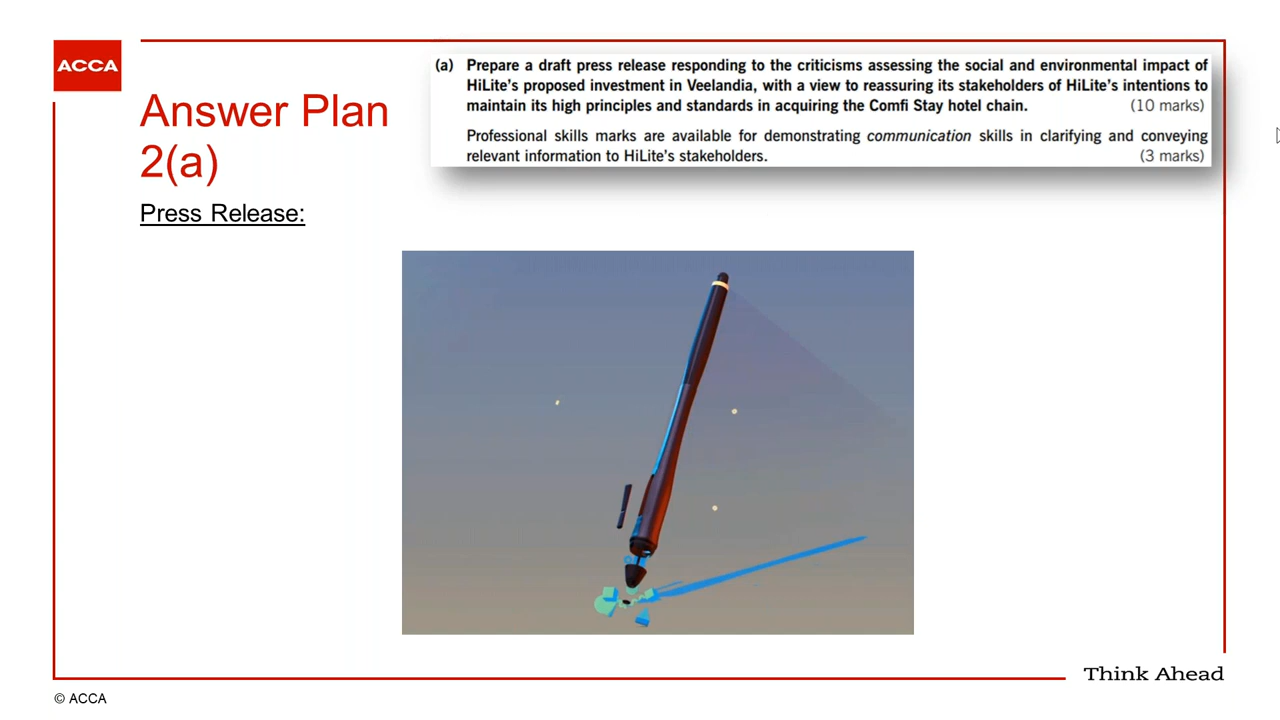 ACCA
Answer Plan
2(a)
(a) Prepare a draft press release responding to the criticisms assessing the social and environmental impact of
HiLite's proposed investment in Veelandia, with a view to reassuring its stakeholders of HiLite's intentions to
maintain its high principles and standards in acquiring the Comfi Stay hotel chain. (10 marks)
Professional skills marks are available for demonstrating communication skills in clarifying and conveying
relevant information to HiLite's stakeholders. (3 marks)
Press Release:
Think Ahead
© ACCA